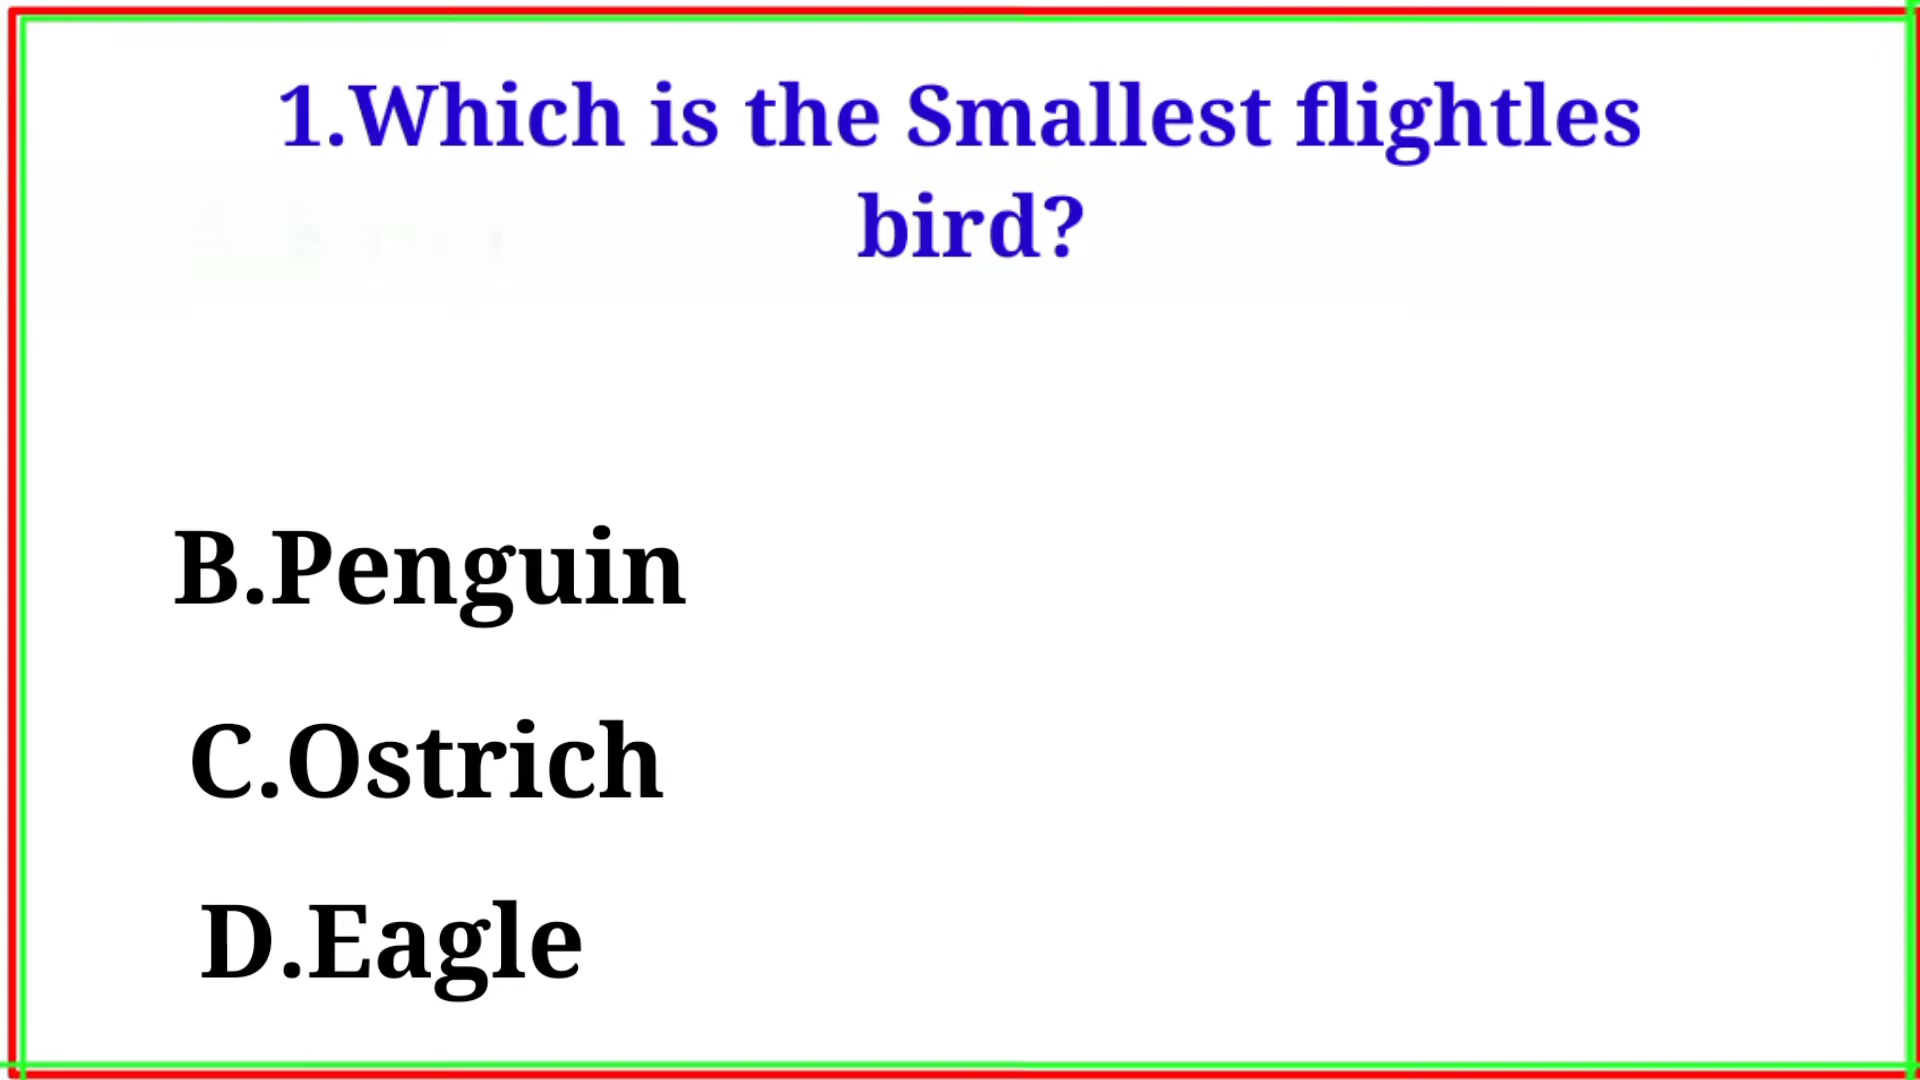 1.Which is the Smallest flightles
bird?
B.Penguin
C.Ostrich
D.Eagle